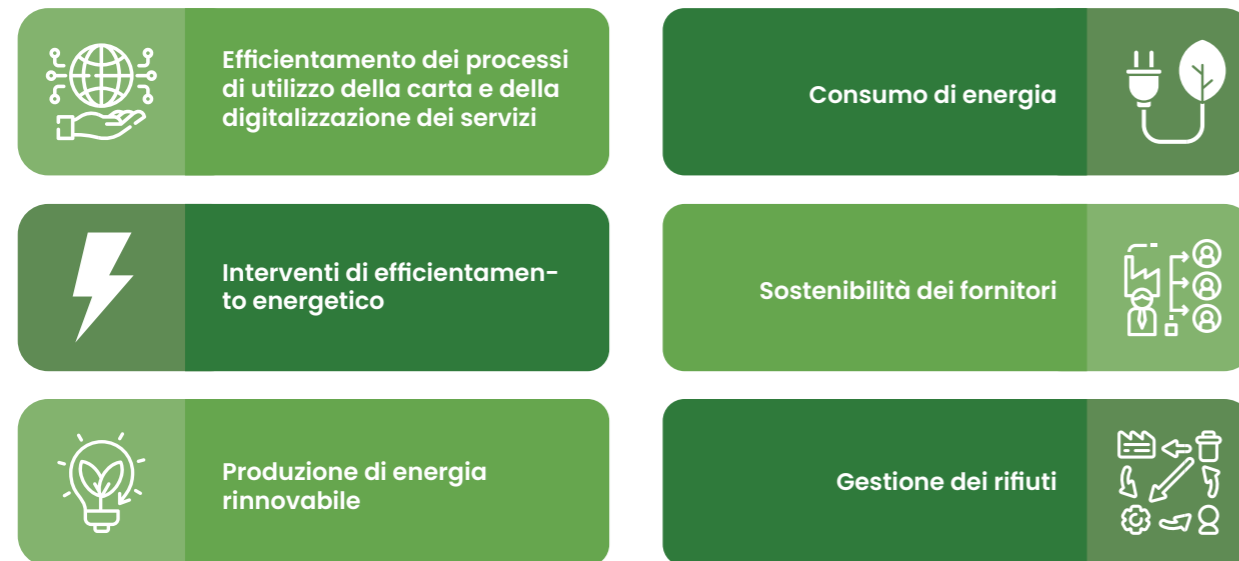 Efficientamento dei processi
di utilizzo della carta e della
digitalizzazione dei servizi
Consumo di energia
Interventi di efficientamen-
to energetico
Sostenibilità dei fornitori
Produzione di energia
rinnovabile
Gestione dei rifiuti